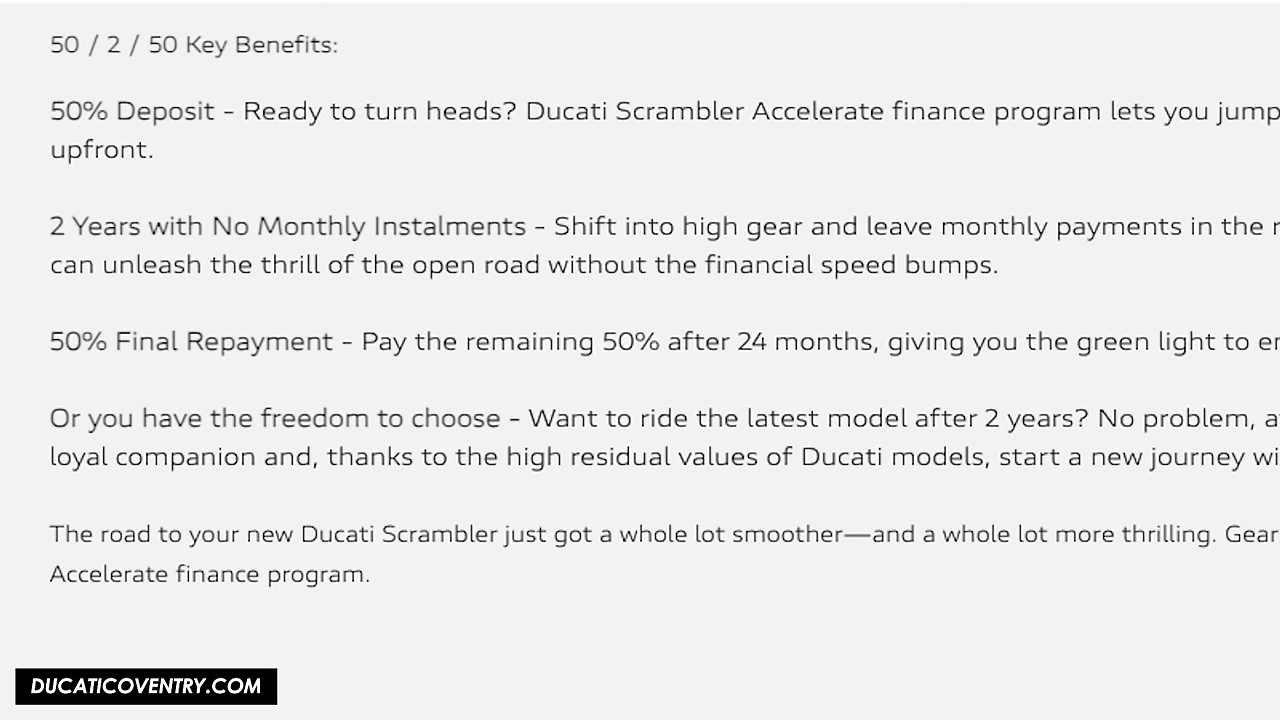 50 / 2 / 50 Key Benefits:
50% Deposit - Ready to turn heads? Ducati Scrambler Accelerate finance program lets you jump
upfront.
2 Years with No Monthly Instalments - Shift into high gear and leave monthly payments in the
can unleash the thrill of the open road without the financial speed bumps.
50% Final Repayment - Pay the remaining 50% after 24 months, giving you the green light to
Or you have the freedom to choose - Want to ride the latest model after 2 years? No problem,
loyal companion and, thanks to the high residual values of Ducati models, start a new journey
The road to your new Ducati Scrambler just got a whole lot smoother—and a whole lot more thrilling. Gear
Accelerate finance program.
DUCATICOVENTRY.COM